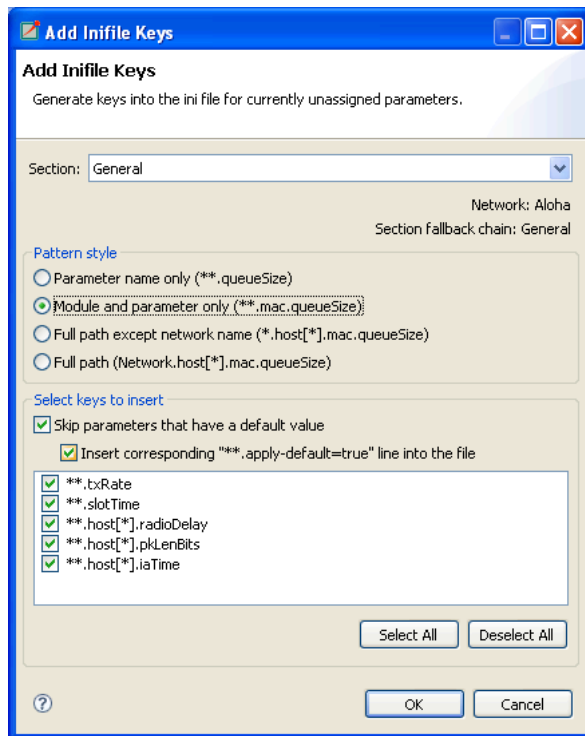 Add Inifile Keys
Add Inifile Keys
Generate keys into the ini file for currently unassigned parameters.
Section: General
Network: Aloha
Section fallback chain: General
Pattern style
Parameter name only (**.queueSize)
Module and parameter only (**.mac.queueSize)
Full path except network name (*.host[*].mac.queueSize)
Full path (Network.host[*].mac.queueSize)
Select keys to insert
Skip parameters that have a default value
Insert corresponding "**.apply-default=true" line into the file
**.txRate
**.slotTime
**.host[*].radioDelay
**.host[*].pkLenBits
**.host[*].iaTime
Select All Deselect All
? OK Cancel